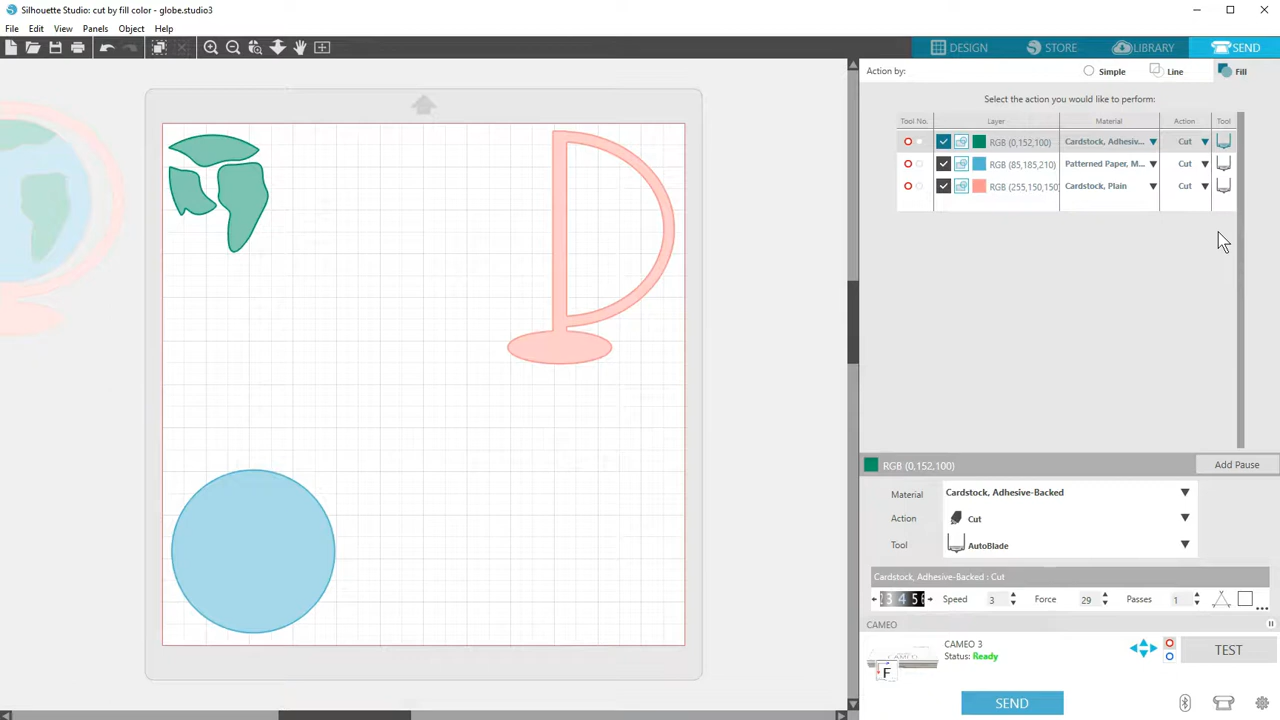 Silhouette Studio: cut by fill color - globe.studio3
File Edit View Panels Object Help
DESIGN STORE LIBRARY SEND
Action by: Simple Line Fill
Select the action you would like to perform:
Tool No. Layer Material Action Tool
RGB (0,152,100) Cardstock, Adhesiv... Cut
RGB (85,185,210) Patterned Paper, M... Cut
RGB (255,150,150) Cardstock, Plain Cut
RGB (0,152,100) Add Pause
Material Cardstock, Adhesive-Backed
Action Cut
Tool AutoBlade
Cardstock, Adhesive-Backed : Cut
3 4 5 Speed 3 Force 29 Passes 1
CAMEO
CAMEO 3
Status: Ready
CAMEO
F
TEST
SEND